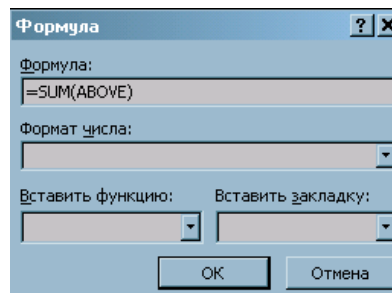 Формула
Формула:
=SUM(ABOVE)
Формат числа:
Вставить функцию: Вставить закладку:
ОК Отмена